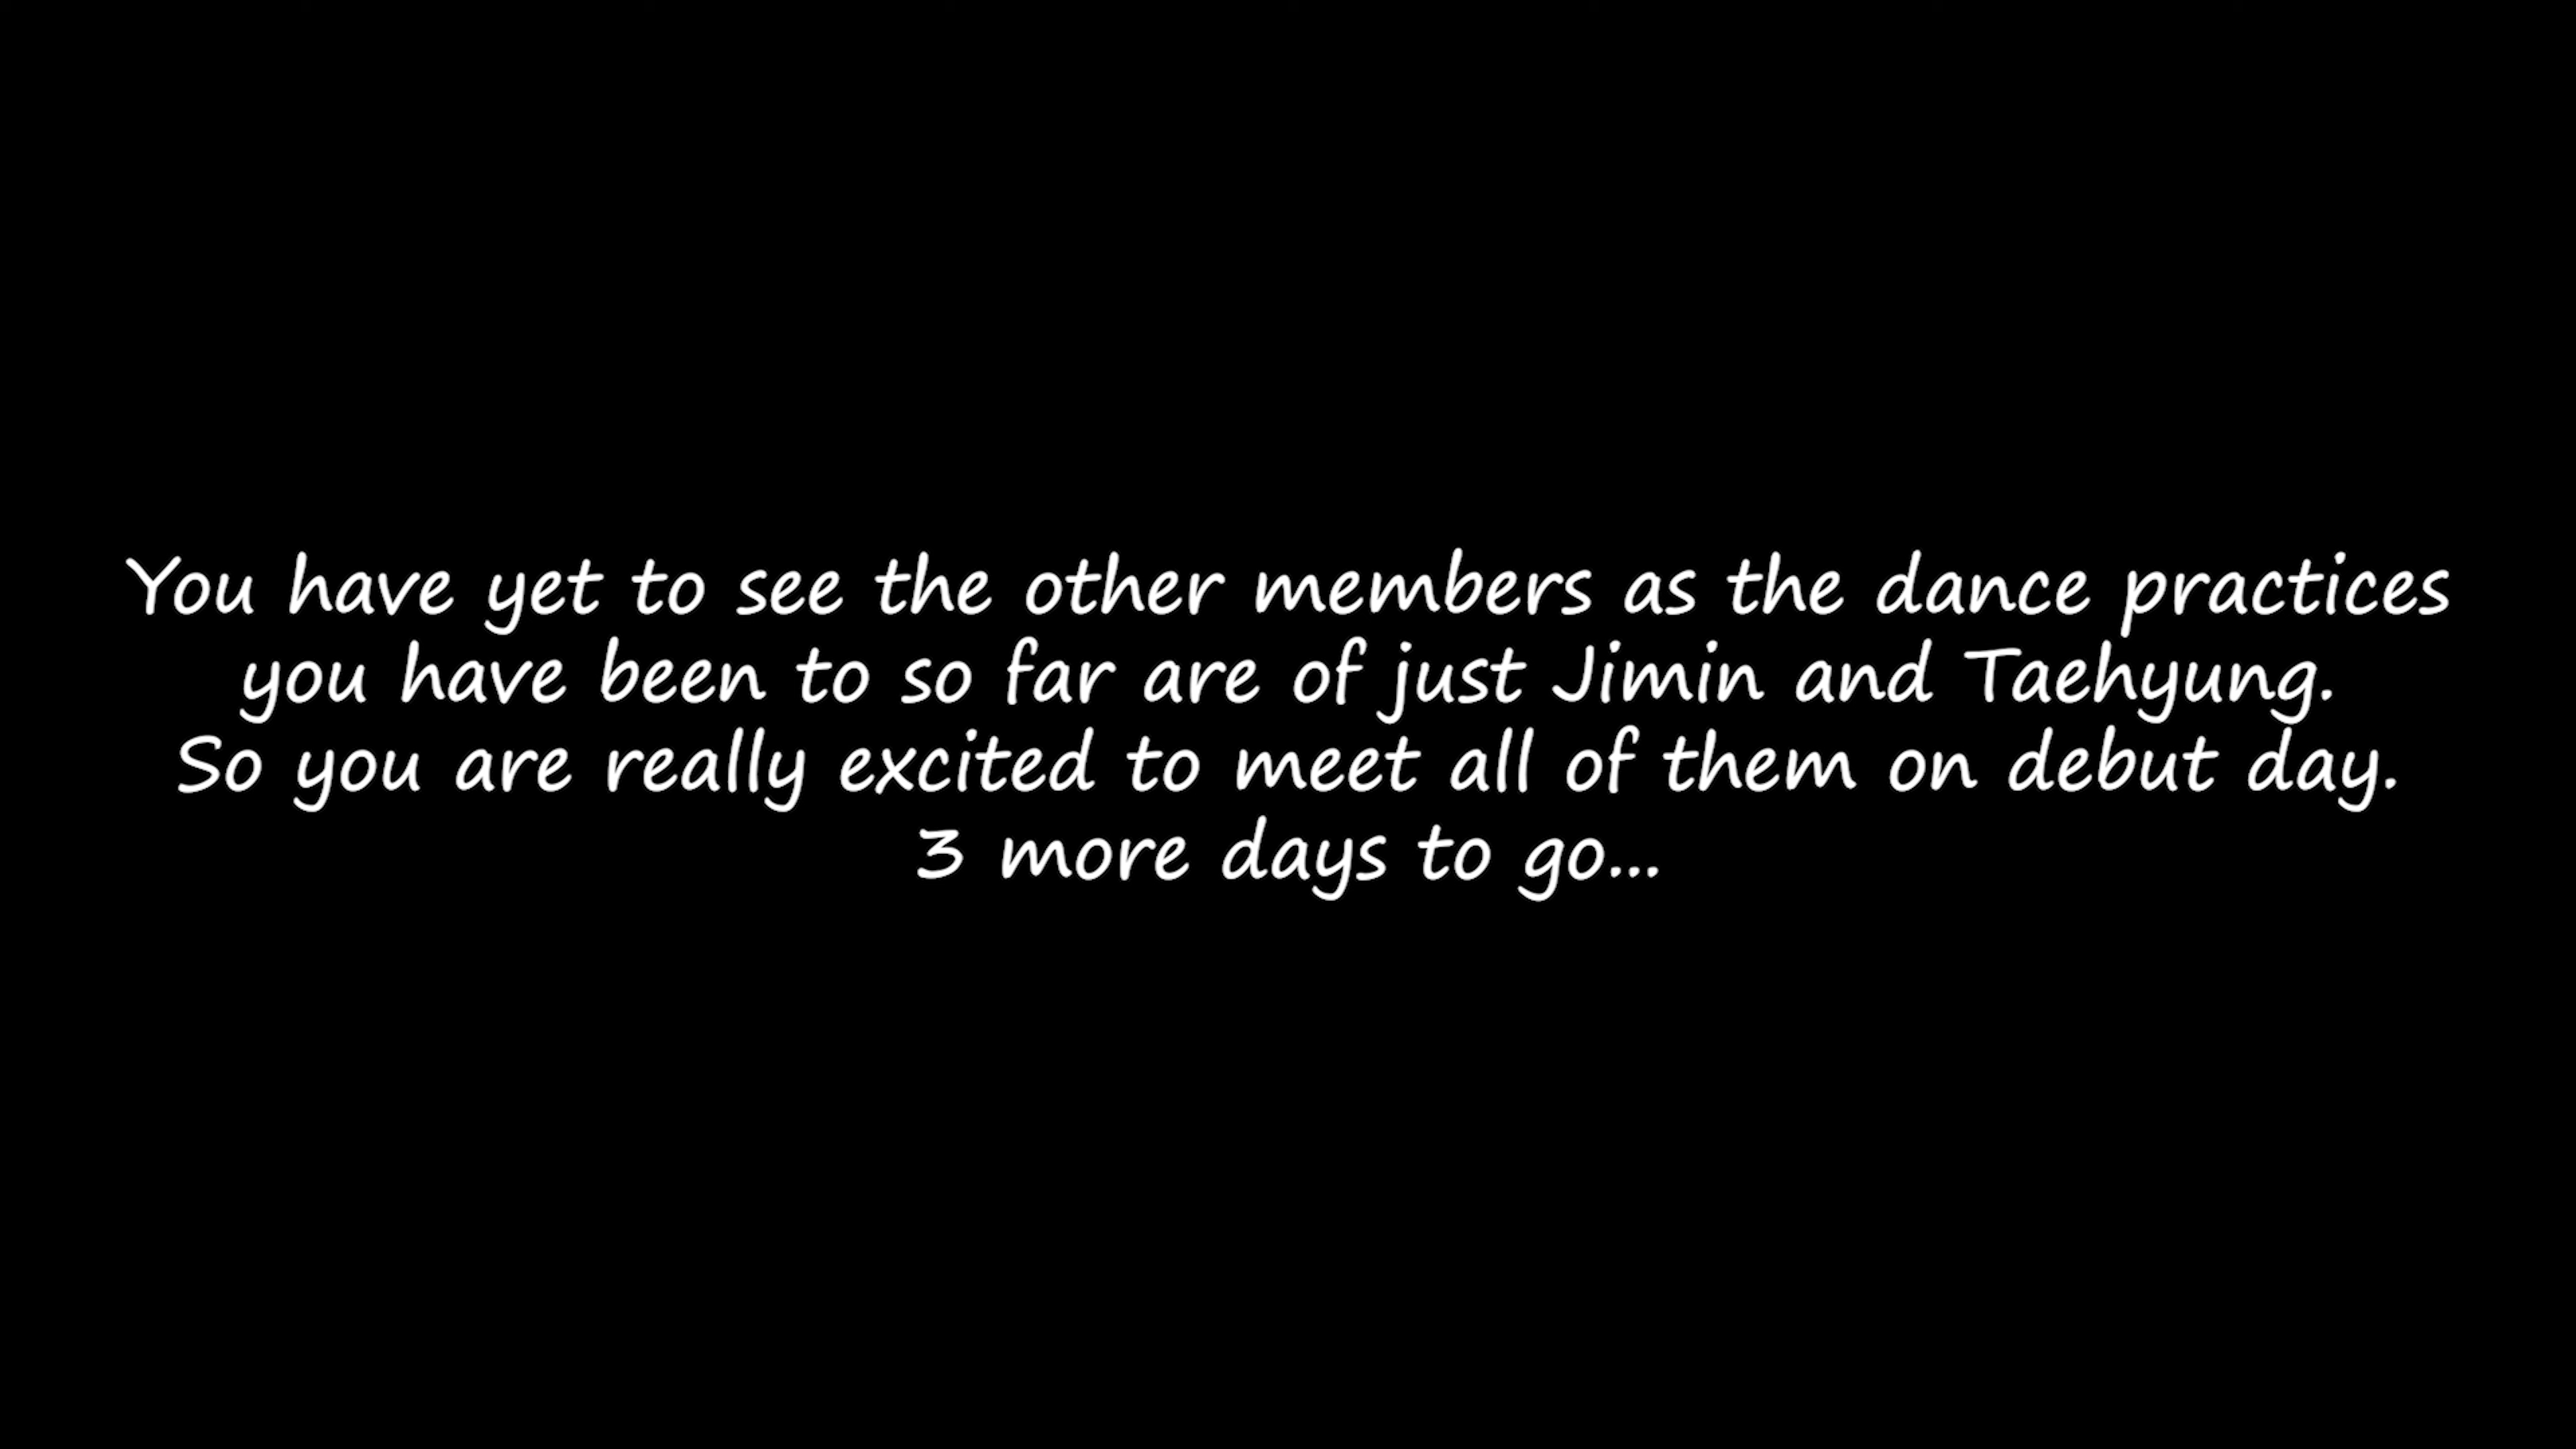 You have yet to see the other members as the dance practices
you have been to so far are of just Jimin and Taehyung.
So you are really excited to meet all of them on debut day.
3 more days to go...